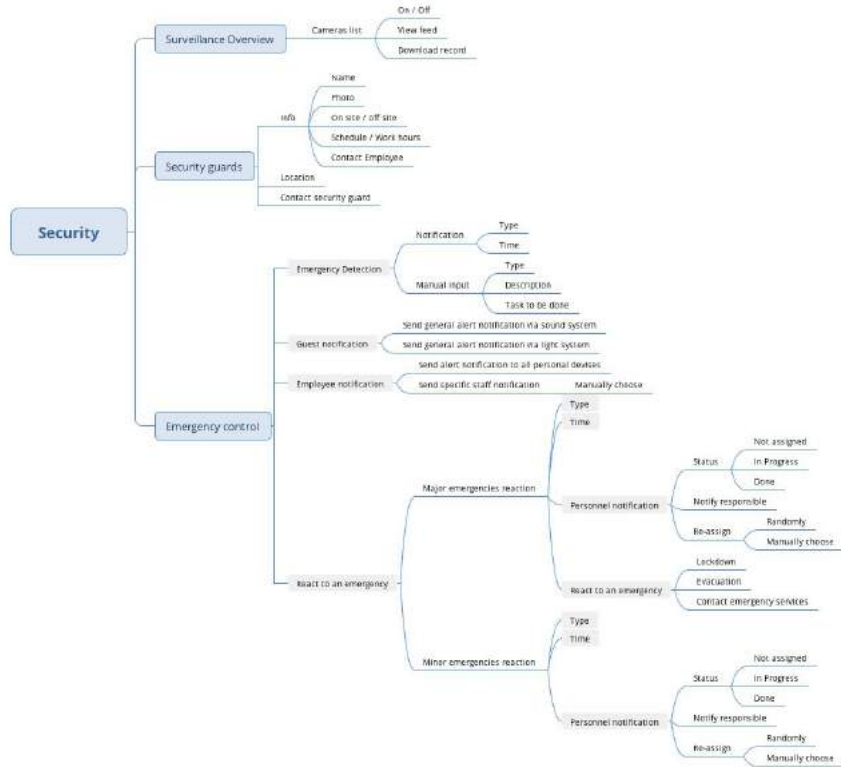 On / Off
Cameras list
View feed
Surveillance Overview
Download record
Name
Photo
Info
On site / off site
Schedule / Work hours
Security guards
Contact Employee
Location
Contact security guard
Security
Type
Notification
Time
Emergency Detection
Type
Manual input
Description
Task to be done
Send general alert notification via sound system
Guest notification
Send general alert notification via light system
Send alert notification to all personal devises
Employee notification
Send specific staff notification
Manually choose
Emergency control
Type
Time
Not assigned
Status
In Progress
Done
Major emergencies reaction
Personnel notification
Notify responsible
Randomly
Re-assign
Manually choose
Lockdown
React to an emergency
React to an emergency
Evacuation
Contact emergency services
Type
Time
Minor emergencies reaction
Not assigned
Status
In Progress
Done
Personnel notification
Notify responsible
Randomly
Re-assign
Manually choose